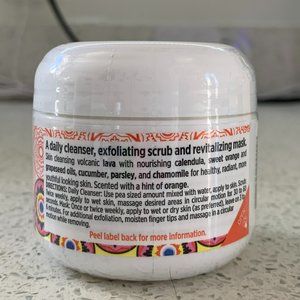 A daily cleanser, exfoliating scrub and revitalizing mask.
Skin cleansing volcanic lava with nourishing calendula, sweet orange and
grapeseed oils, cucumber, parsley, and chamomile for healthy, radiant, more
youthful looking skin. Scented with a hint of orange.
DIRECTIONS: Daily Cleanser: Use pea sized amount mixed with water, apply to skin. Scrub:
twice weekly, apply to wet skin, massage desired areas in circular motion for 30 to 60
seconds. Mask: Once or twice weekly, apply to wet or dry skin (as preferred), leave on 3 to
5 minutes. For additional exfoliation, moisten finger tips and massage in a circular
motion while removing.
Peel label back for more information.